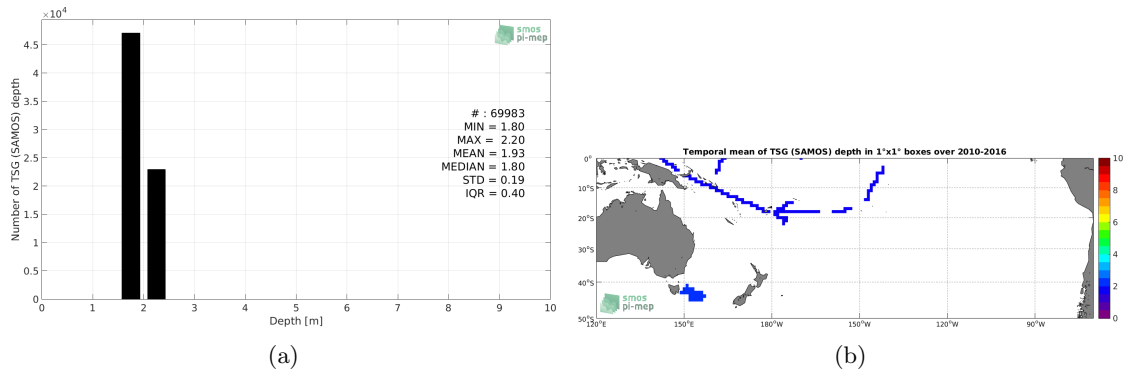 ×10⁴
4.5
4
3.5
3
2.5
2
1.5
1
0.5
0
Number of TSG (SAMOS) depth
smos
pi-mep
# : 69983
MIN = 1.80
MAX = 2.20
MEAN = 1.93
MEDIAN = 1.80
STD = 0.19
IQR = 0.40
0 1 2 3 4 5 6 7 8 9 10
Depth [m]
(a)
Temporal mean of TSG (SAMOS) depth in 1°x1° boxes over 2010-2016
0°
10°S
20°S
30°S
40°S
50°S
smos
pi-mep
120°E 150°E 180°W 150°W 120°W 90°W
10
8
6
4
2
0
(b)